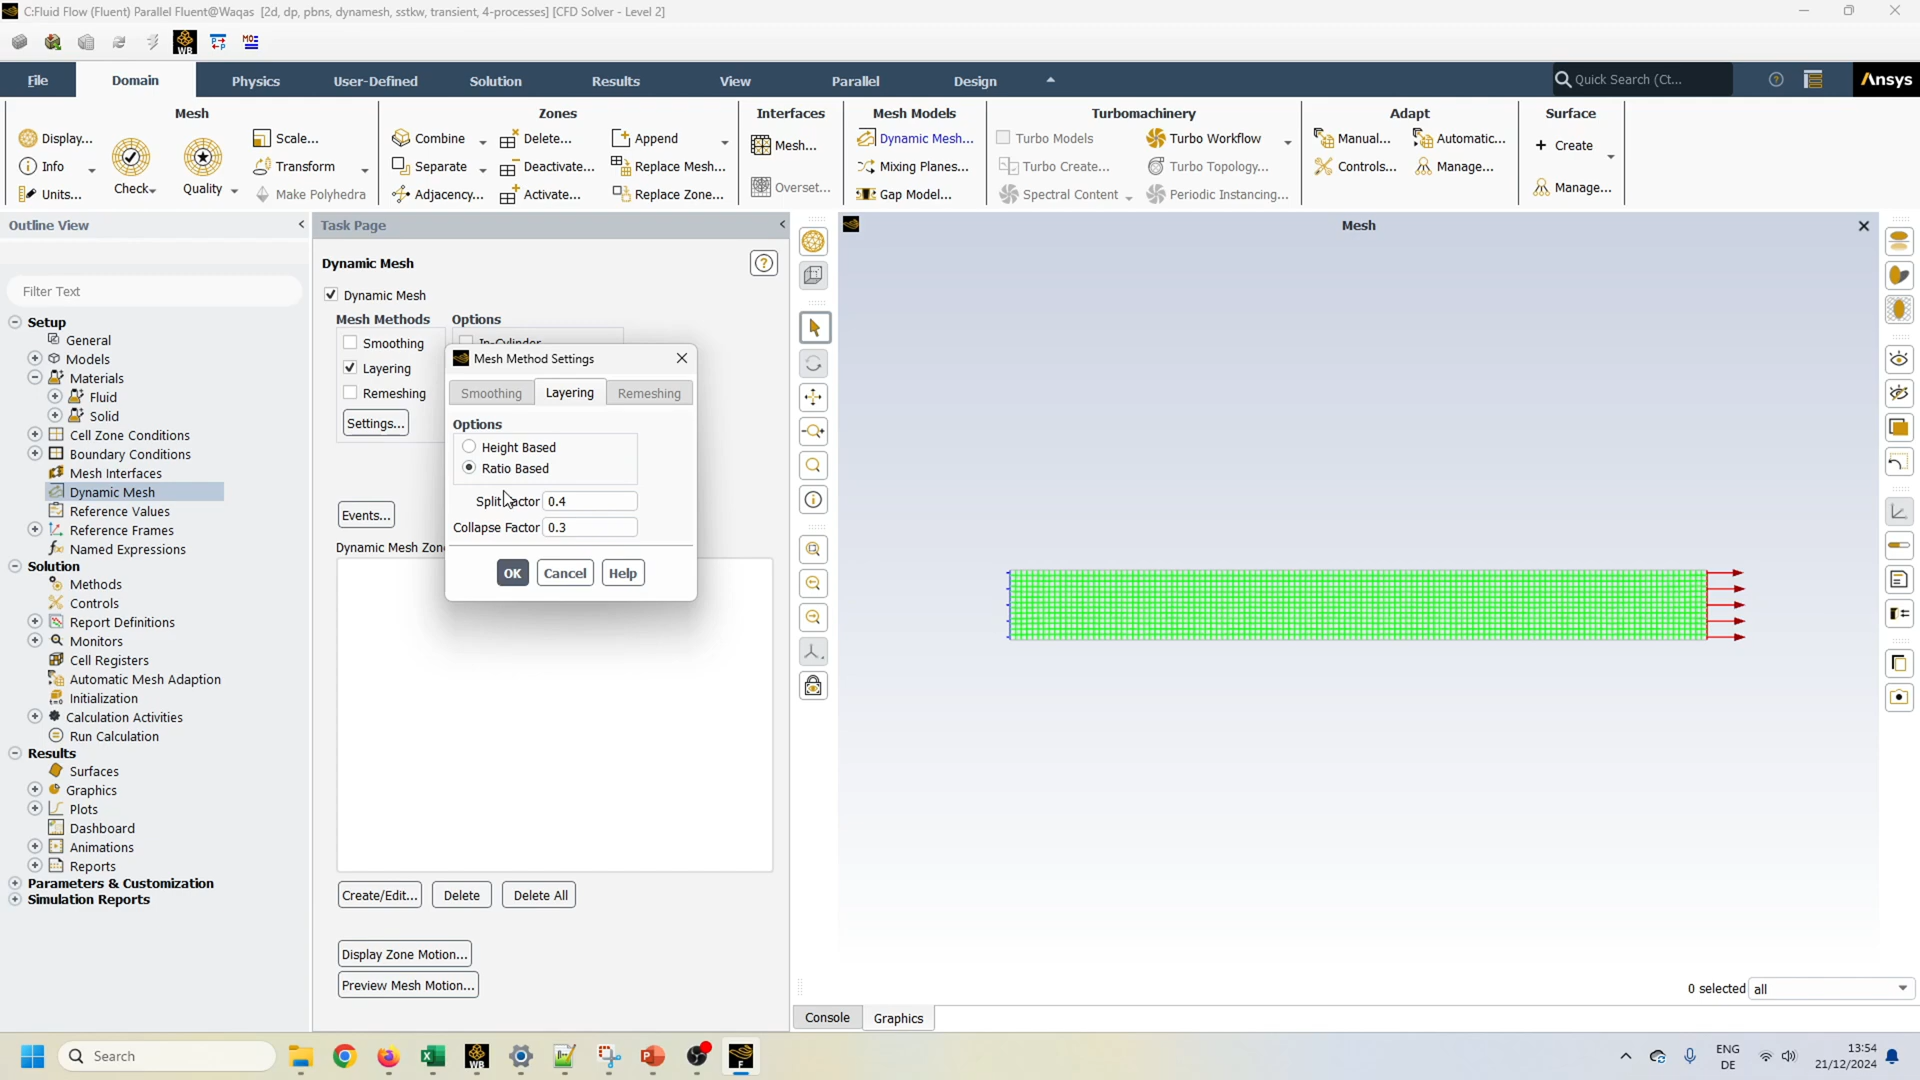 C:Fluid Flow (Fluent) Parallel Fluent@Waqas [2d, dp, pbns, dynamesh, sstkw, transient, 4-processes] [CFD Solver - Level 2]
WB
File Domain Physics User-Defined Solution Results View Parallel Design Quick Search (Ct... Ansys
Mesh Zones Interfaces Mesh Models Turbomachinery Adapt Surface
Display... Scale... Combine Delete... Append Mesh... Dynamic Mesh... Turbo Models Turbo Workflow Manual... Automatic... Create
Info Transform Separate Deactivate... Replace Mesh... Mixing Planes... Turbo Create... Turbo Topology... Controls... Manage...
Units... Check Quality Make Polyhedra Adjacency... Activate... Replace Zone... Overset... Gap Model... Spectral Content Periodic Instancing... Manage...
Outline View
Filter Text
Setup
General
Models
Materials
Fluid
Solid
Cell Zone Conditions
Boundary Conditions
Mesh Interfaces
Dynamic Mesh
Reference Values
Reference Frames
Named Expressions
Solution
Methods
Controls
Report Definitions
Monitors
Cell Registers
Automatic Mesh Adaption
Initialization
Calculation Activities
Run Calculation
Results
Surfaces
Graphics
Plots
Dashboard
Animations
Reports
Parameters & Customization
Simulation Reports
Task Page
Dynamic Mesh
Dynamic Mesh
Mesh Methods Options
Smoothing
Layering
Remeshing
Settings...
In-Cylinder
Mesh Method Settings
Smoothing Layering Remeshing
Options
Height Based
Ratio Based
Split Factor 0.4
Collapse Factor 0.3
OK Cancel Help
Events...
Dynamic Mesh Zon
Create/Edit... Delete Delete All
Display Zone Motion...
Preview Mesh Motion...
Mesh
0 selected all
Console Graphics
Search
WB
ENG
DE
13:54
21/12/2024